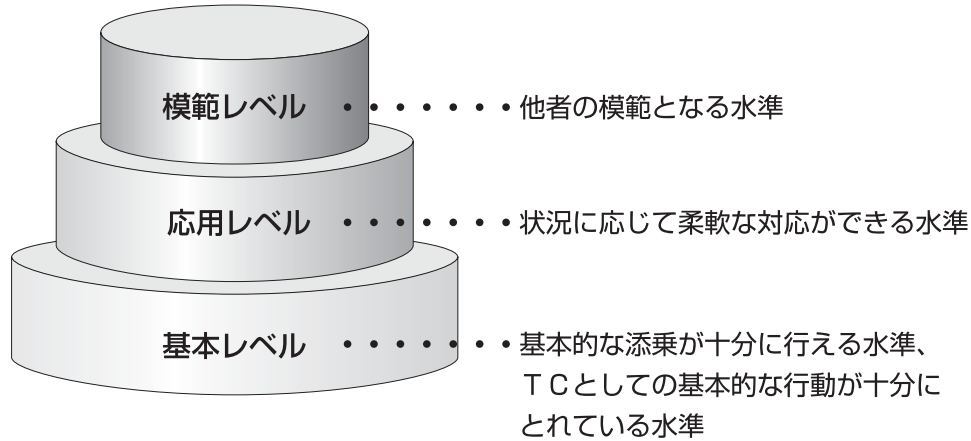 模範レベル ・・・・・・・他者の模範となる水準
応用レベル ・・・・・・・状況に応じて柔軟な対応ができる水準
基本レベル ・・・・・・・基本的な添乗が十分に行える水準、
ＴＣとしての基本的な行動が十分に
とれている水準